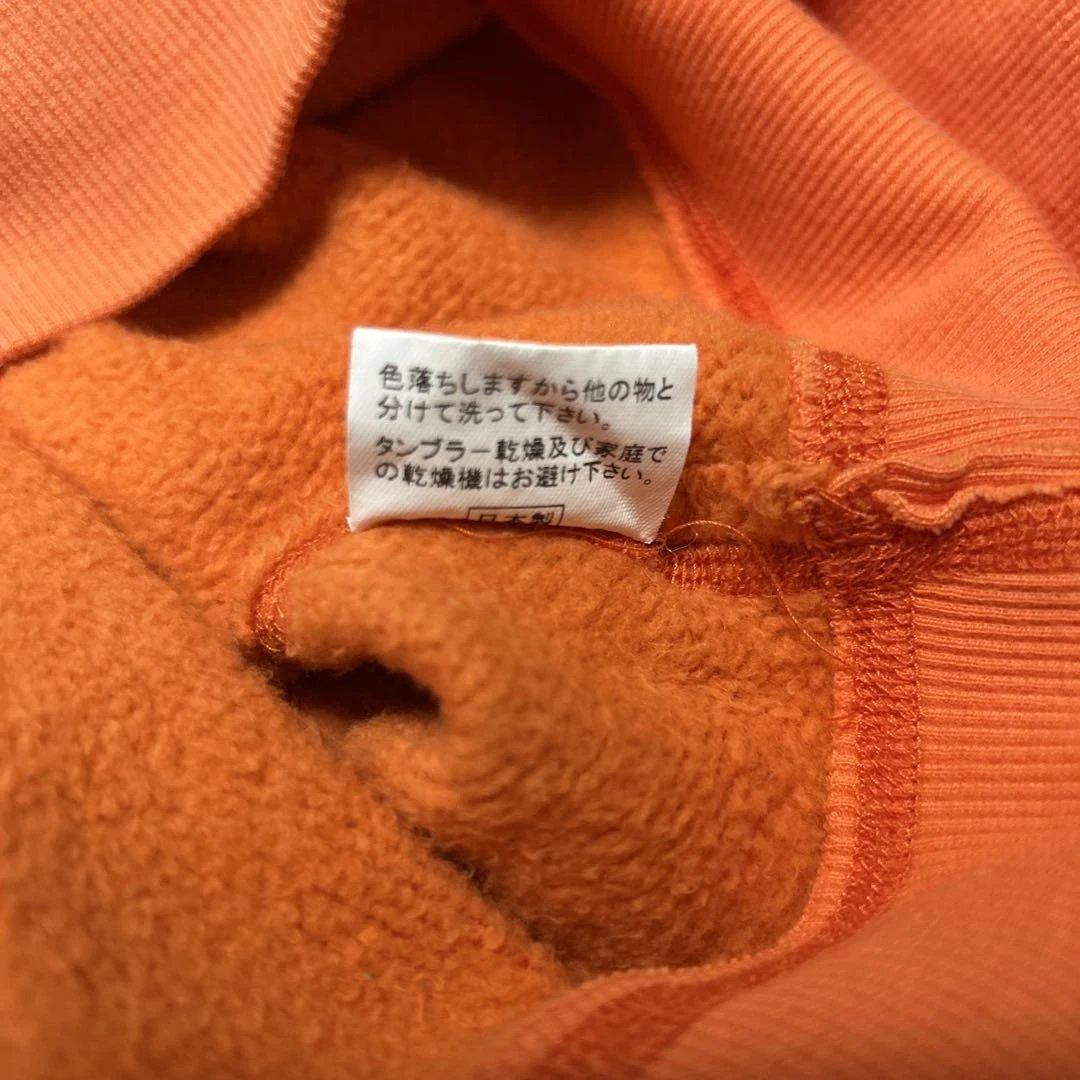 色落ちしますから他の物と
分けて洗って下さい。
タンブラー乾燥及び家庭で
の乾燥機はお避け下さい。
日本製